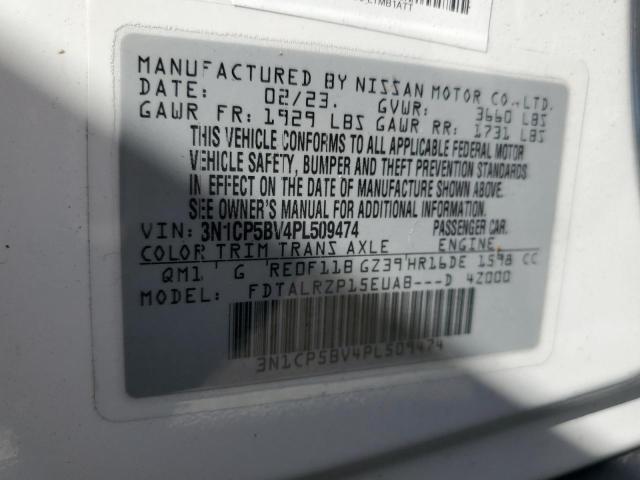 MANUFACTURED BY NISSAN MOTOR CO.,LTD.
DATE: 02/23. GVWR: 3660 LBS
GAWR FR: 1929 LBS GAWR RR: 1731 LBS
THIS VEHICLE CONFORMS TO ALL APPLICABLE FEDERAL MOTOR
VEHICLE SAFETY, BUMPER AND THEFT PREVENTION STANDARDS
IN EFFECT ON THE DATE OF MANUFACTURE SHOWN ABOVE.
SEE OWNER'S MANUAL FOR ADDITIONAL INFORMATION.
VIN: 3N1CP5BV4PL509474 PASSENGER CAR.
COLOR TRIM TRANS AXLE ENGINE
QM1 G RE0F11B GZ39 HR16DE 1598 CC
MODEL: FDTALRZP15EUAB---D 42000
3N1CP5BV4PL509474